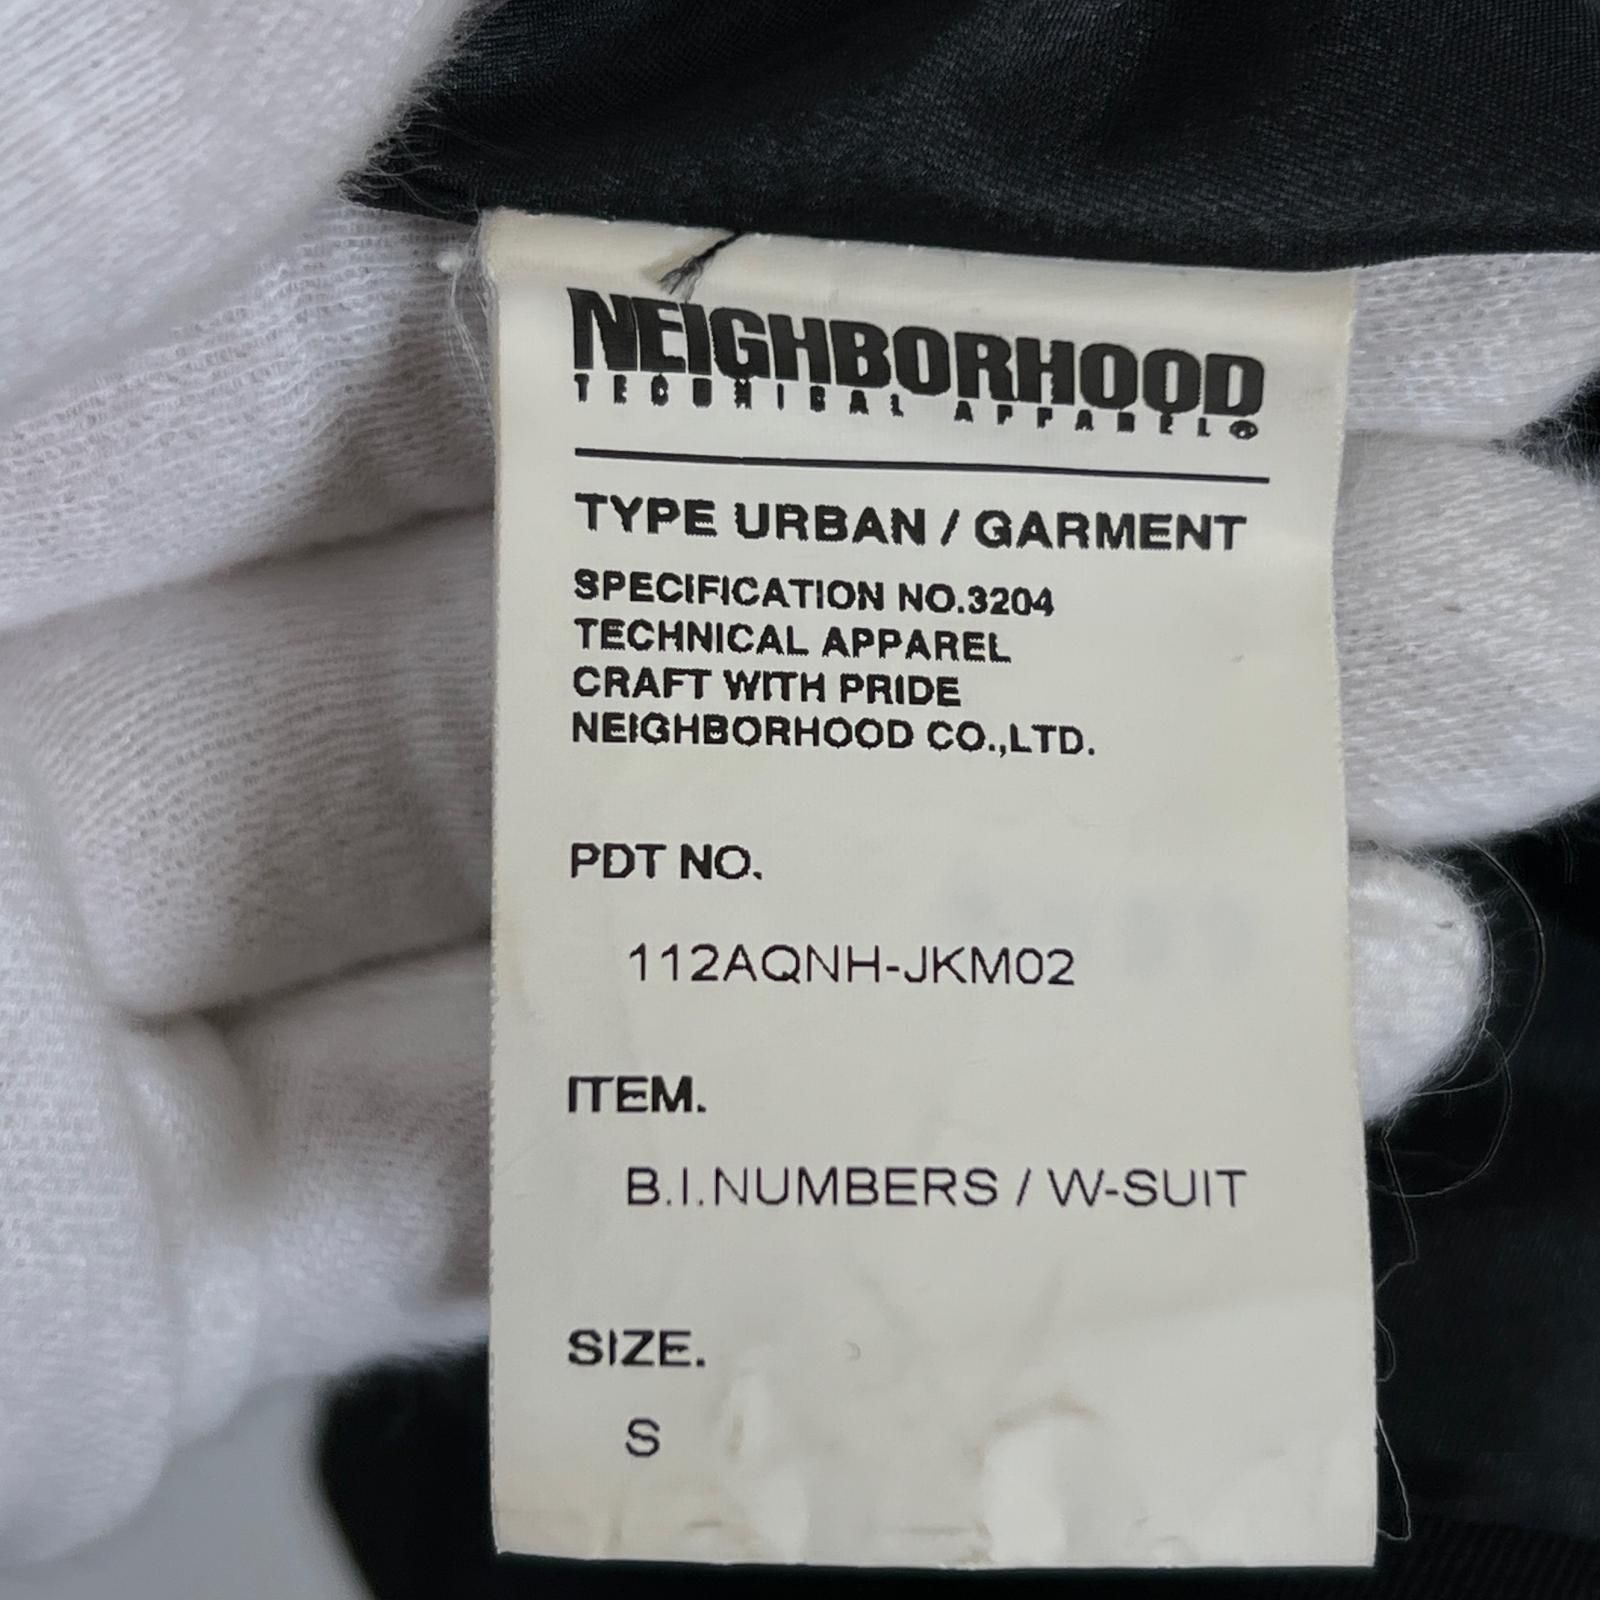 NEIGHBORHOOD
TECHNICAL APPAREL®
TYPE URBAN / GARMENT
SPECIFICATION NO.3204
TECHNICAL APPAREL
CRAFT WITH PRIDE
NEIGHBORHOOD CO.,LTD.
PDT NO.
112AQNH-JKM02
ITEM.
B.I.NUMBERS / W-SUIT
SIZE.
S